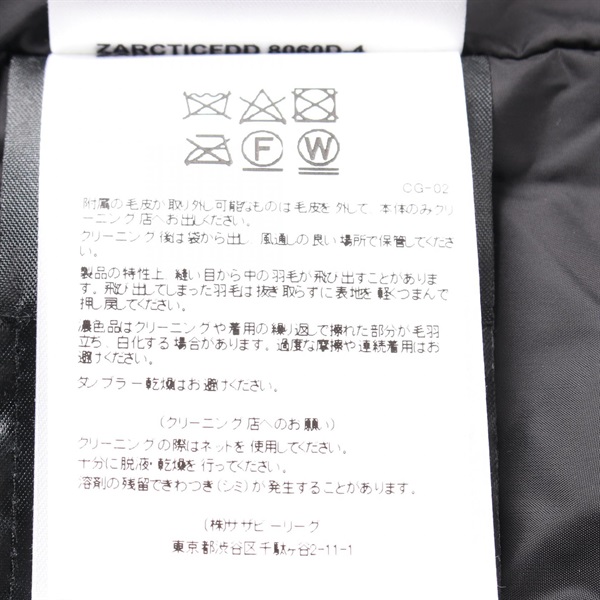 ZARCTICEDD 8060D-4
F W
CG-02
附属の毛皮が取り外し可能なものは毛皮を外して、本体のみクリ
ーニング店へお出しください。
クリーニング後は袋から出し、風通しの良い場所で保管してくださ
い。
製品の特性上 縫い目から中の羽毛が飛び出すことがありま
す。飛び出してしまった羽毛は抜き取らずに表地を軽くつまんで
押し戻してください。
濃色品はクリーニングや着用の繰り返しで擦れた部分が毛羽
立ち、白化する場合があります。過度な摩擦や連続着用はお
避けください。
タンブラー乾燥はお避けください。
(クリーニング店へのお願い)
クリーニングの際はネットを使用してください。
十分に脱液・乾燥を行ってください。
溶剤の残留できわつき(シミ)が発生することがあります。
(株)サザビーリーグ
東京都渋谷区千駄ヶ谷2-11-1